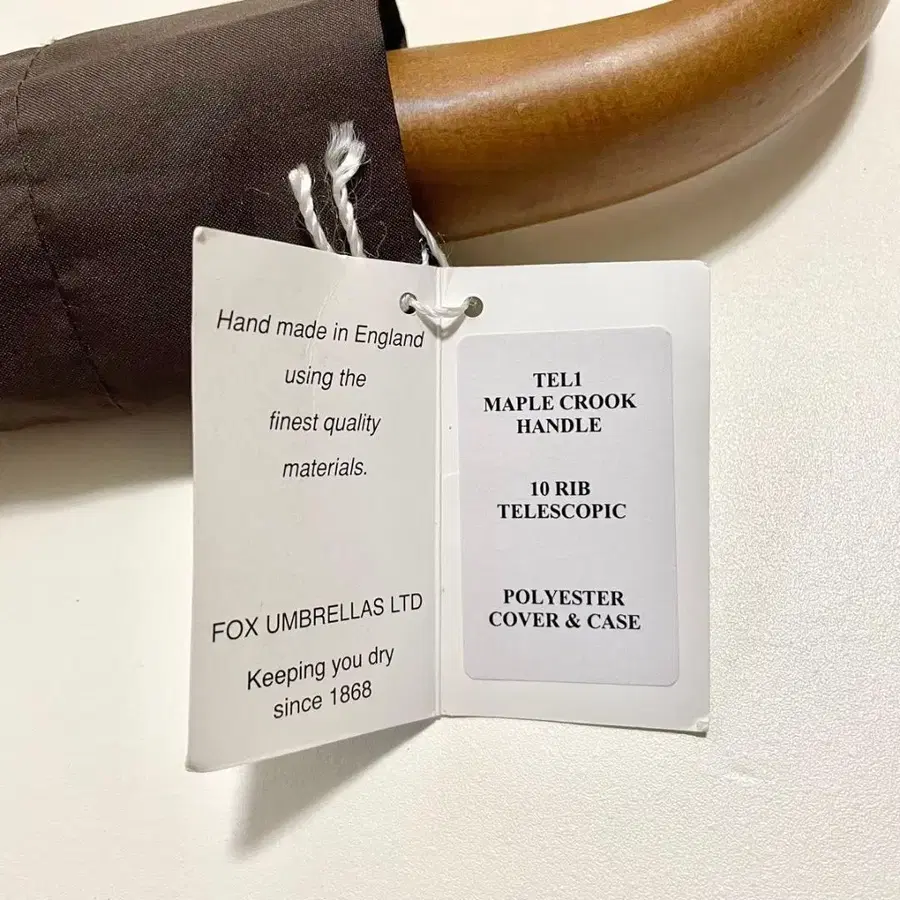 Hand made in England
using the
finest quality
materials.
FOX UMBRELLAS LTD
Keeping you dry
since 1868
TEL1
MAPLE CROOK
HANDLE
10 RIB
TELESCOPIC
POLYESTER
COVER & CASE